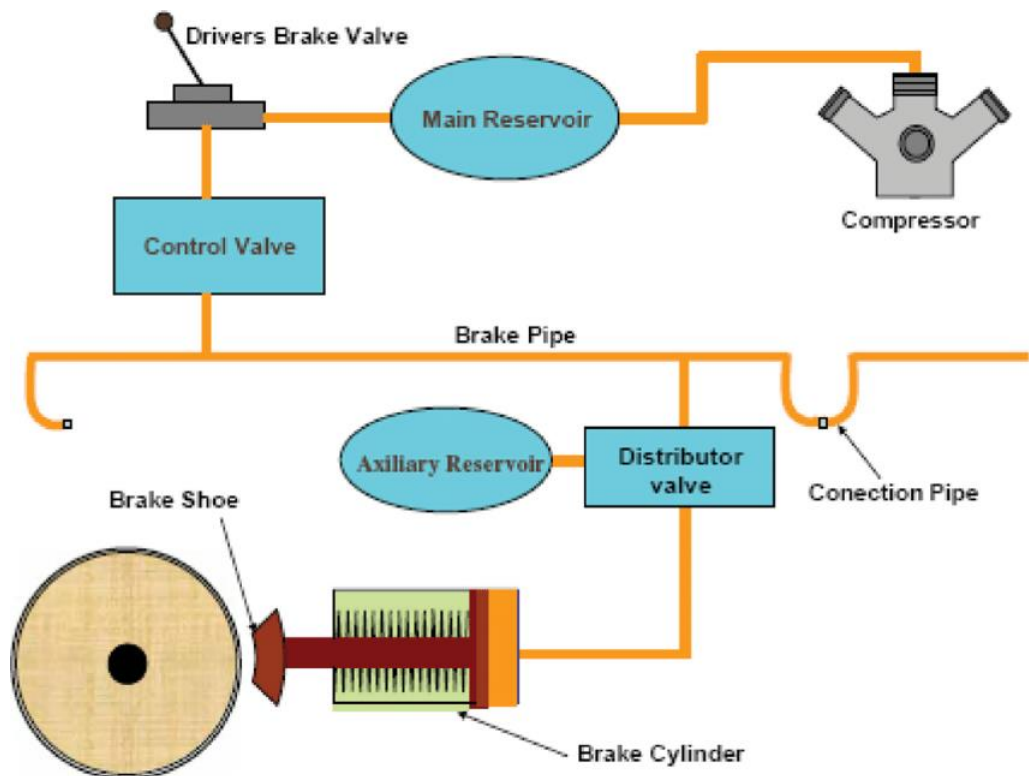 Drivers Brake Valve
Main Reservoir
Compressor
Control Valve
Brake Pipe
Axiliary Reservoir
Distributor
valve
Conection Pipe
Brake Shoe
Brake Cylinder